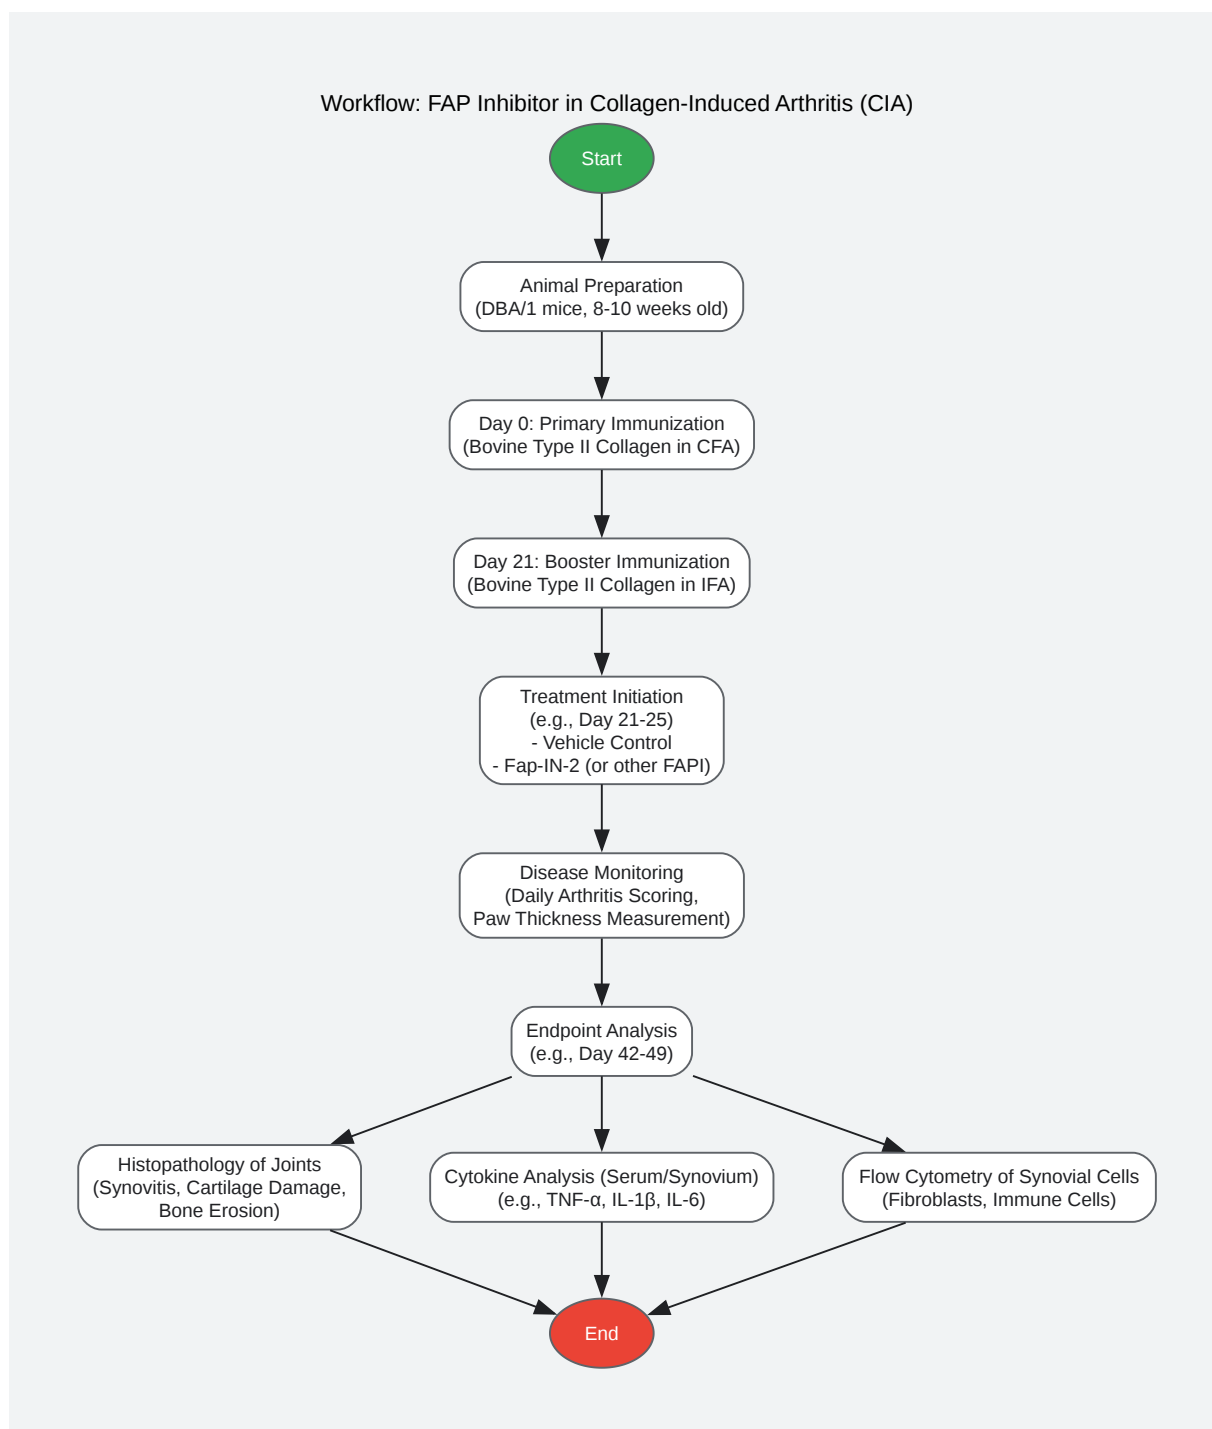 Workflow: FAP Inhibitor in Collagen-Induced Arthritis (CIA)
Start
Animal Preparation
(DBA/1 mice, 8-10 weeks old)
Day 0: Primary Immunization
(Bovine Type II Collagen in CFA)
Day 21: Booster Immunization
(Bovine Type II Collagen in IFA)
Treatment Initiation
(e.g., Day 21-25)
- Vehicle Control
- Fap-IN-2 (or other FAPI)
Disease Monitoring
(Daily Arthritis Scoring,
Paw Thickness Measurement)
Endpoint Analysis
(e.g., Day 42-49)
Histopathology of Joints
(Synovitis, Cartilage Damage,
Bone Erosion)
Cytokine Analysis (Serum/Synovium)
(e.g., TNF-α, IL-1β, IL-6)
Flow Cytometry of Synovial Cells
(Fibroblasts, Immune Cells)
End